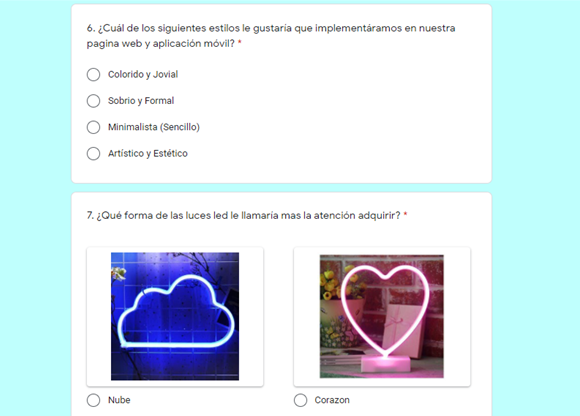 6. ¿Cuál de los siguientes estilos le gustaría que implementáramos en nuestra
pagina web y aplicación móvil? *
Colorido y Jovial
Sobrio y Formal
Minimalista (Sencillo)
Artístico y Estético
7. ¿Qué forma de las luces led le llamaría mas la atención adquirir? *
Nube
Corazon